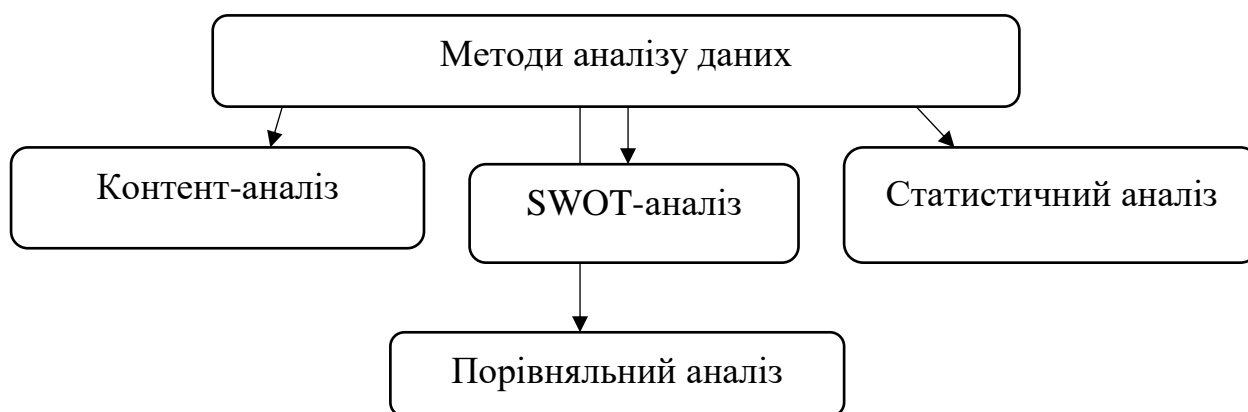 Методи аналізу даних
Контент-аналіз
SWOT-аналіз
Статистичний аналіз
Порівняльний аналіз